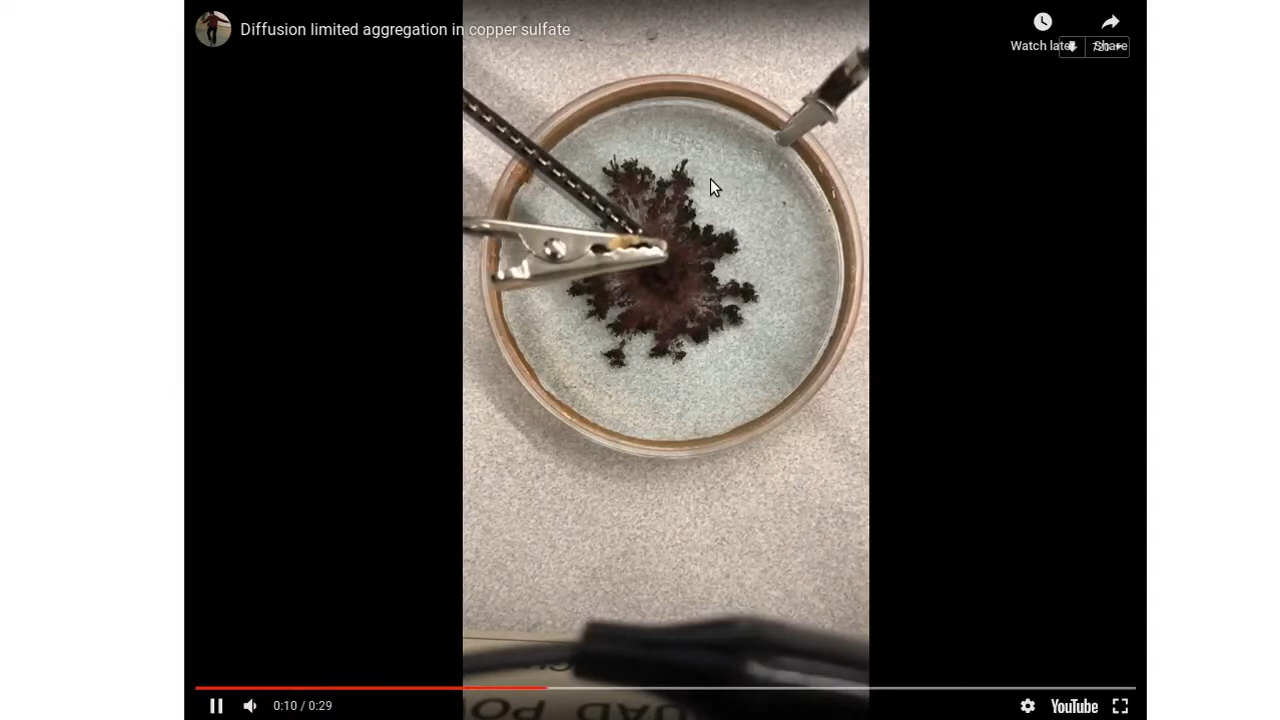 Diffusion limited aggregation in copper sulfate
Watch later
Share
0:10 / 0:29
YouTube